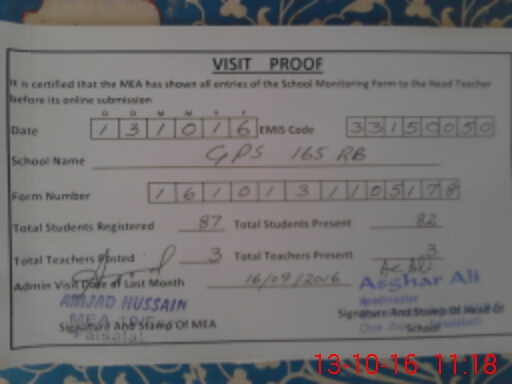 VISIT PROOF
It is certified that the MEA has shown all entries of the School Monitoring Form to the Head Teacher
Before its online submission
D D M M Y Y
Date 1 3 1 0 1 6 EMIS Code 3 3 1 5 0 0 5 0
School Name GPS 165 RB
Form Number 1 6 1 0 1 3 1 1 0 5 1 7 8
Total Students Registered 87 Total Students Present 82
Total Teachers Posted 3 Total Teachers Present 3
Admin Visit Date of Last Month 16/09/2016 Asghar Ali
AMJAD HUSSAIN Headmaster
Signature And Stamp Of MEA Signature And Stamp Of Head Of
School
13-10-16 11:18